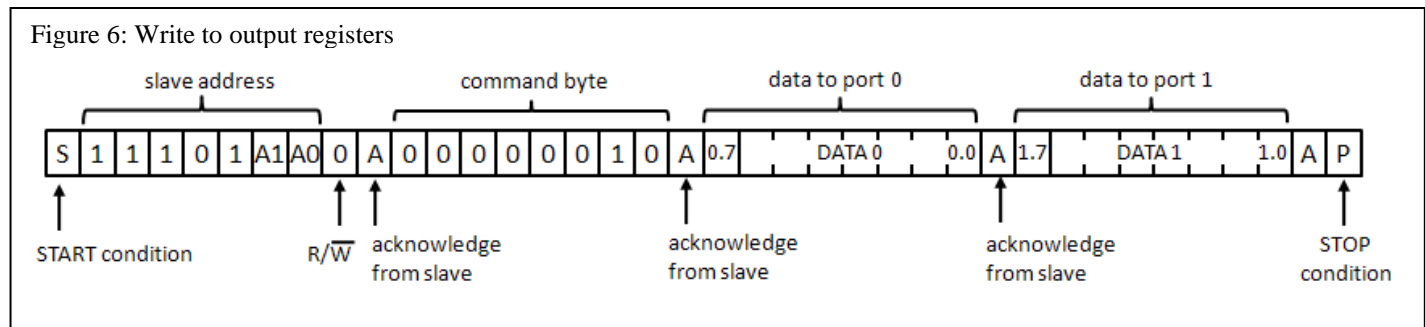 Figure 6: Write to output registers
slave address command byte data to port 0 data to port 1
S 1 1 1 0 1 A1 A0 0 A 0 0 0 0 0 0 1 0 A 0.7 DATA 0 0.0 A 1.7 DATA 1 1.0 A P
START condition R/W̅ acknowledge from slave acknowledge from slave acknowledge from slave STOP condition